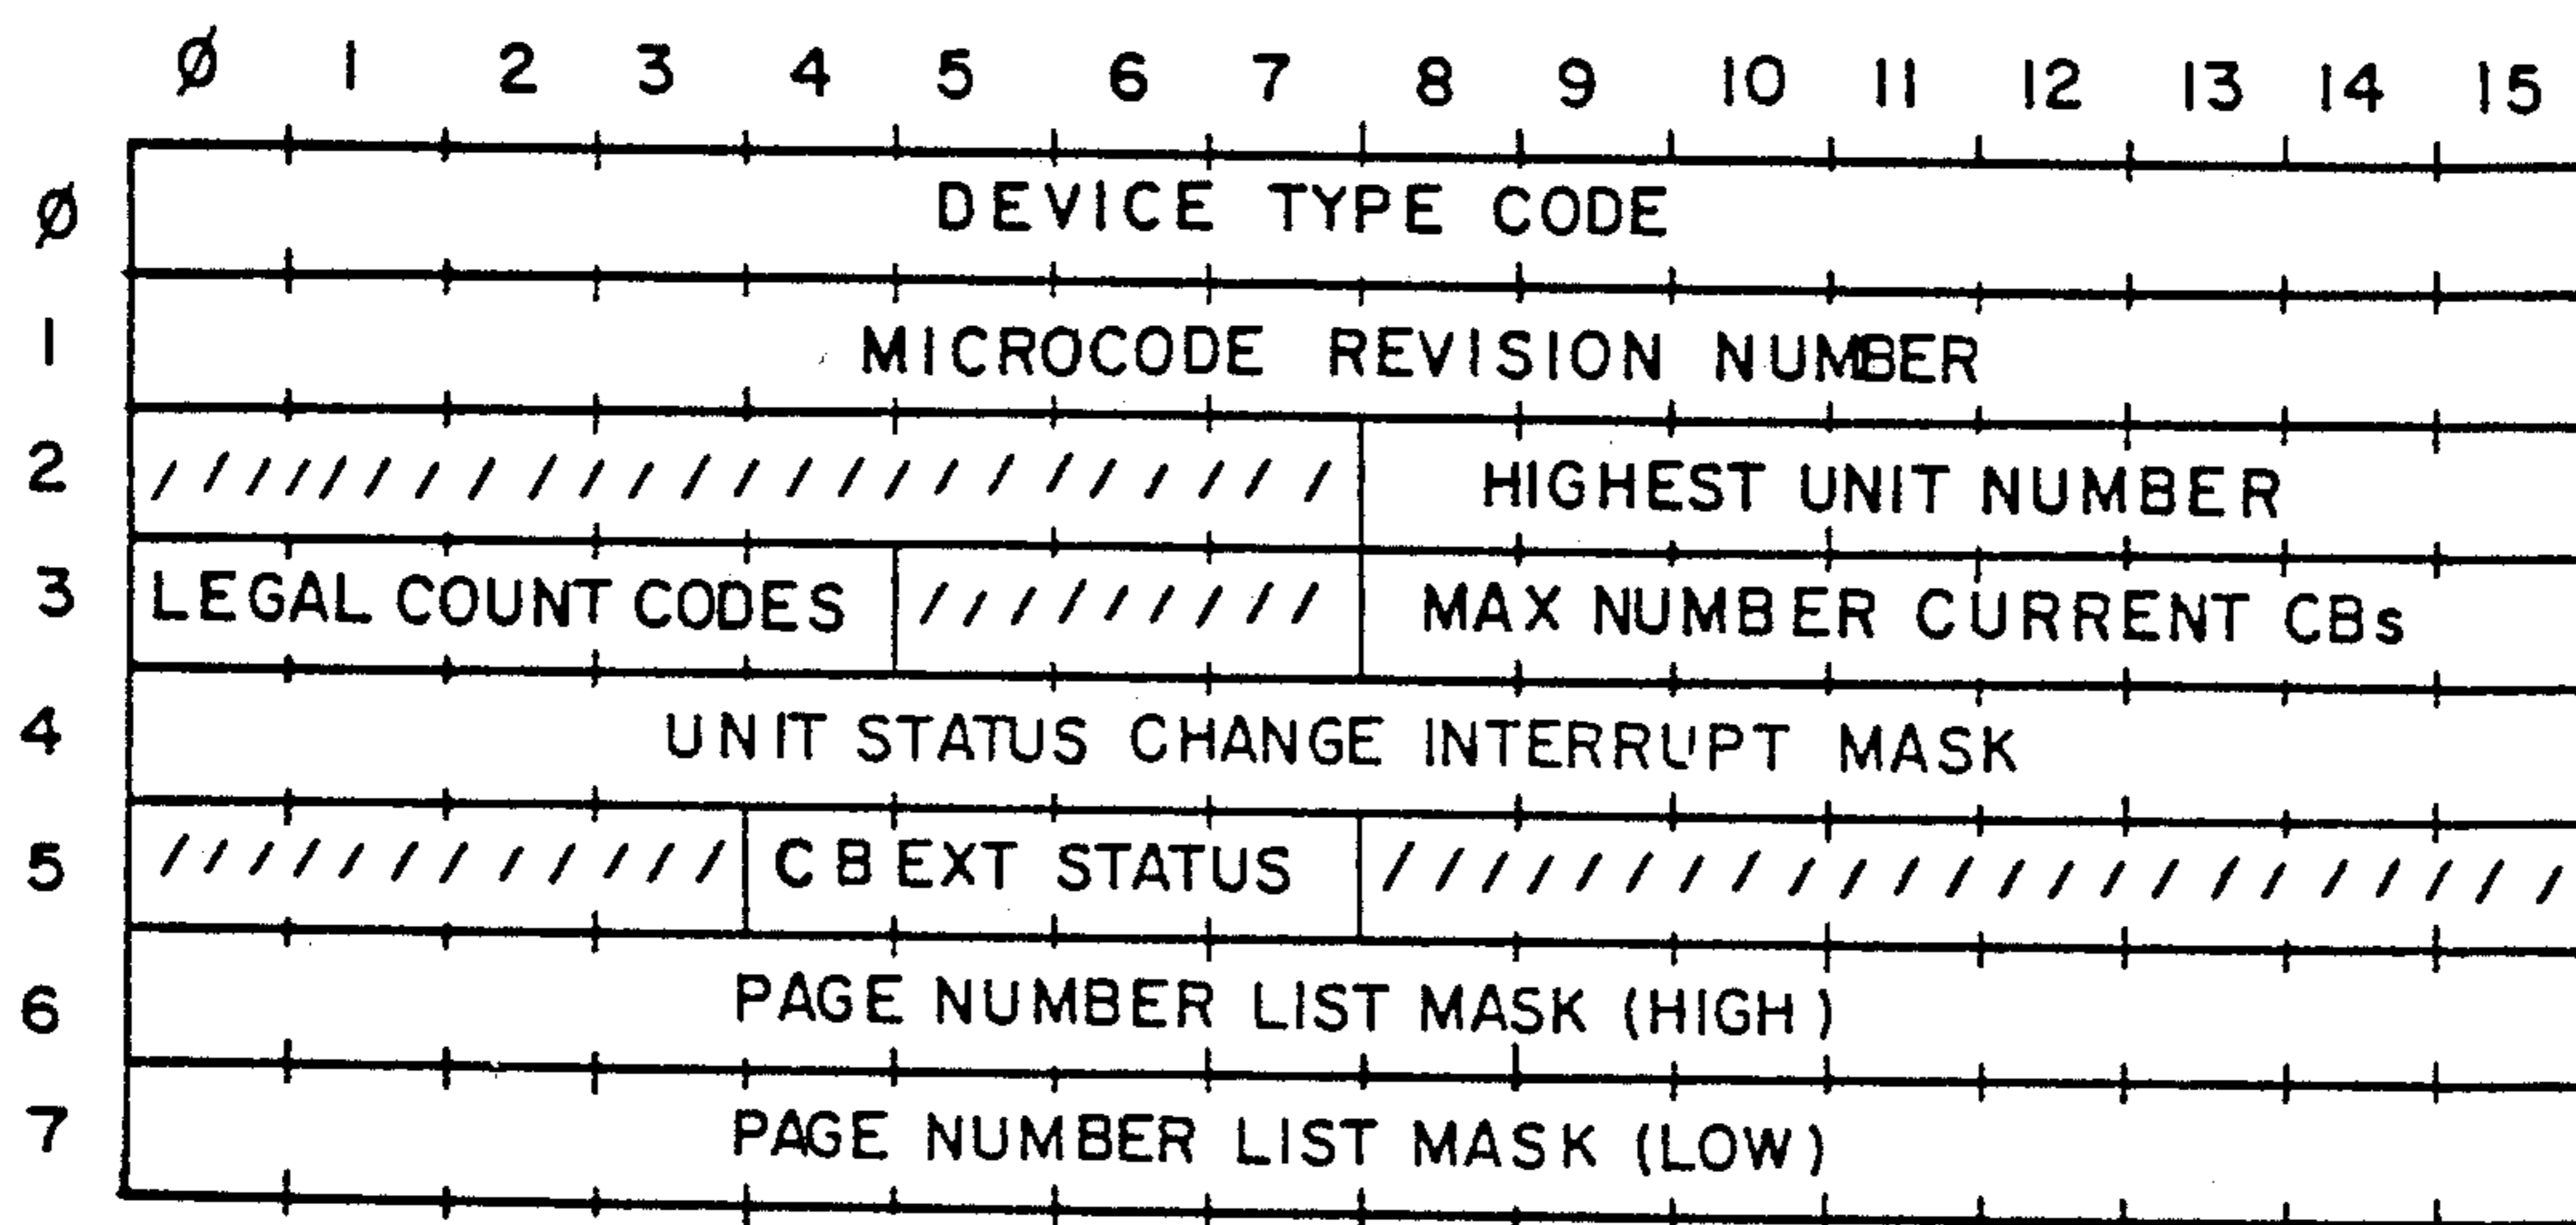 Ø 1 2 3 4 5 6 7 8 9 10 11 12 13 14 15
Ø DEVICE TYPE CODE
1 MICROCODE REVISION NUMBER
2 HIGHEST UNIT NUMBER
3 LEGAL COUNT CODES MAX NUMBER CURRENT CBs
4 UNIT STATUS CHANGE INTERRUPT MASK
5 CB EXT STATUS
6 PAGE NUMBER LIST MASK (HIGH)
7 PAGE NUMBER LIST MASK (LOW)